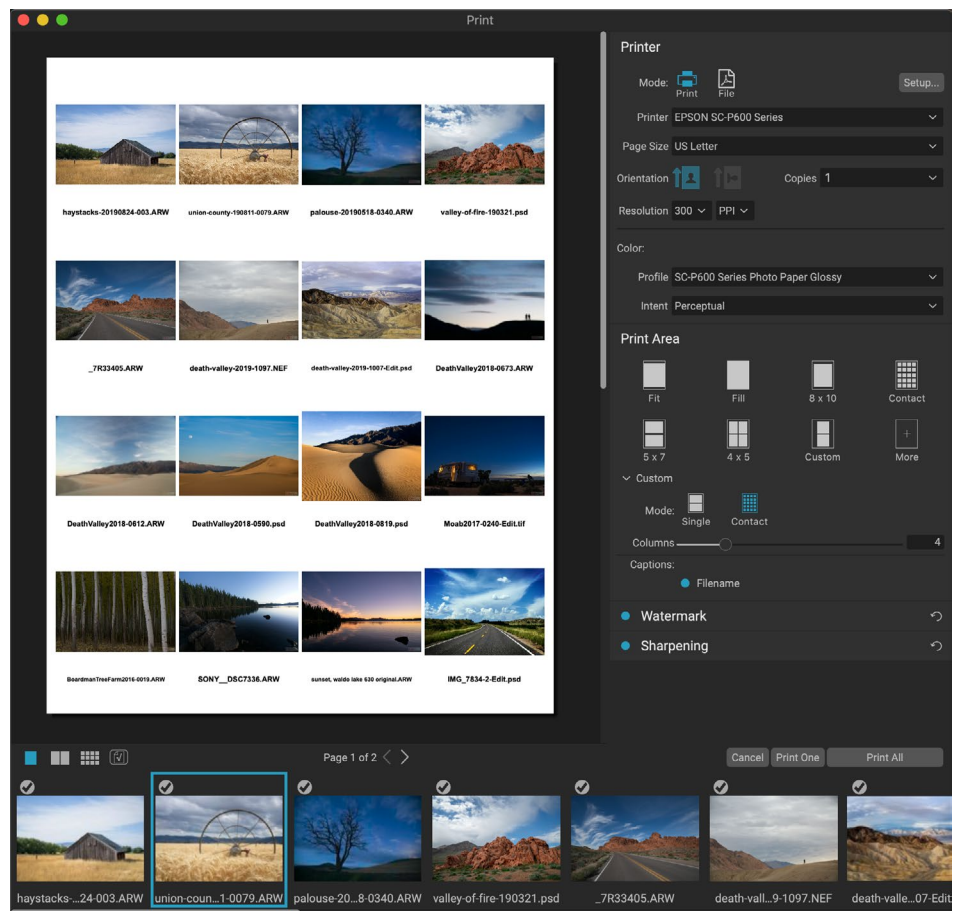 Print
Printer
Mode:
Print
File
Setup...
Printer EPSON SC-P600 Series
Page Size US Letter
Orientation
Copies 1
Resolution 300 PPI
Color:
Profile SC-P600 Series Photo Paper Glossy
Intent Perceptual
Print Area
Fit Fill 8 x 10 Contact
5 x 7 4 x 5 Custom More
Custom
Mode:
Single Contact
Columns 4
Captions:
Filename
Watermark
Sharpening
haystacks-20190824-003.ARW union-county-190811-0079.ARW palouse-20190518-0340.ARW valley-of-fire-190321.psd
_7R33405.ARW death-valley-2019-1097.NEF death-valley-2019-1007-Edit.psd DeathValley2018-0673.ARW
DeathValley2018-0612.ARW DeathValley2018-0590.psd DeathValley2018-0819.psd Moab2017-0240-Edit.tif
BoardmanTreeFarm2016-0019.ARW SONY__DSC7336.ARW sunset, waldo lake 630 original.ARW IMG_7834-2-Edit.psd
Page 1 of 2
Cancel Print One Print All
haystacks-...24-003.ARW union-coun...1-0079.ARW palouse-20...8-0340.ARW valley-of-fire-190321.psd _7R33405.ARW death-vall...9-1097.NEF death-valle...07-Edit